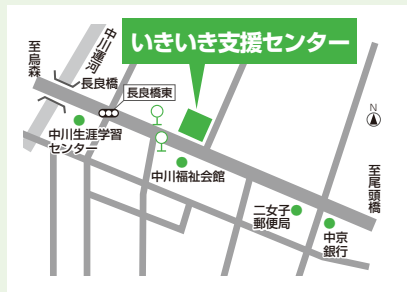 いきいき支援センター
中川運河
至烏森
長良橋
長良橋東
N
中川生涯学習
センター
中川福祉会館
至尾頭橋
二女子
郵便局
中京
銀行